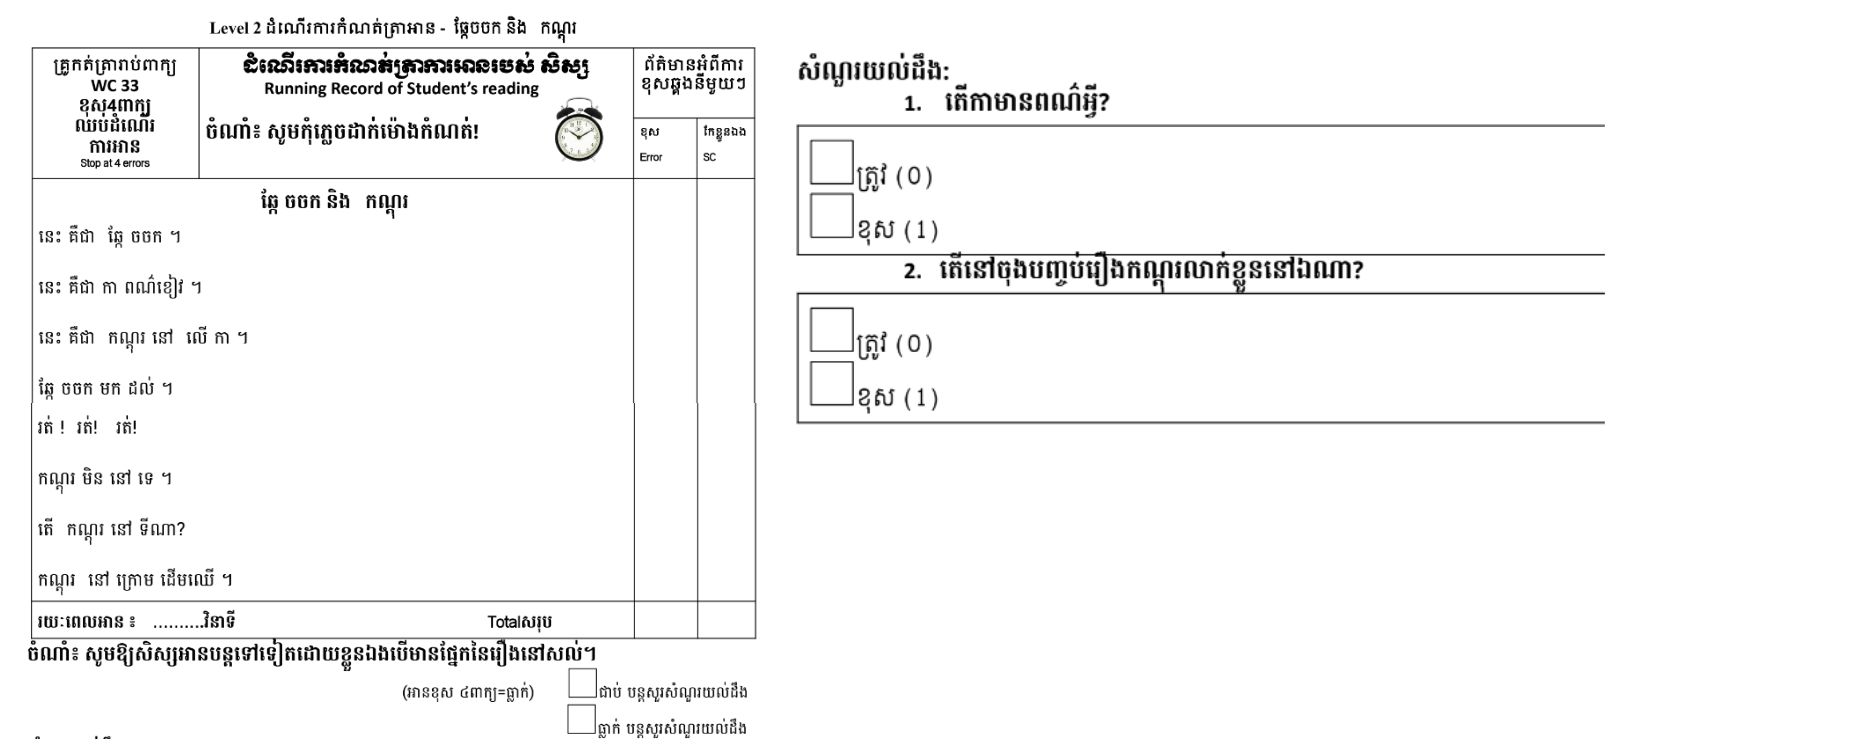 Level 2 ដំណើរការកំណត់ត្រាអាន - ឆ្កែចចក និង កណ្ដុរ
គ្រូកត់ត្រារាប់ពាក្យ
WC 33
ខុស4ពាក្យ
ឈប់ដំណើរ
ការអាន
Stop at 4 errors
ដំណើរការកំណត់ត្រាការអានរបស់ សិស្ស
Running Record of Student's reading
ចំណាំ៖ សូមកុំភ្លេចដាក់ម៉ោងកំណត់!
ព័ត៌មានអំពីការ
ខុសឆ្គងនីមួយៗ
ខុស
Error
កែខ្លួនឯង
SC
ឆ្កែ ចចក និង កណ្ដុរ
នេះ គឺជា ឆ្កែ ចចក ។
នេះ គឺជា កា ពណ៌ខៀវ ។
នេះ គឺជា កណ្ដុរ នៅ លើ កា ។
ឆ្កែ ចចក មក ដល់ ។
រត់ ! រត់! រត់!
កណ្ដុរ មិន នៅ ទេ ។
តើ កណ្ដុរ នៅ ទីណា?
កណ្ដុរ នៅ ក្រោម ដើមឈើ ។
រយៈពេលអាន ៖ ..........វិនាទី
Totalសរុប
ចំណាំ៖ សូមឱ្យសិស្សអានបន្តទៅទៀតដោយខ្លួនឯងបើមានផ្នែកនៃរឿងនៅសល់។
(អានខុស ៤ពាក្យ=ធ្លាក់)
ជាប់ បន្តសួរសំណួរយល់ដឹង
ធ្លាក់ បន្តសួរសំណួរយល់ដឹង
សំណួរយល់ដឹង:
1. តើកាមានពណ៌អ្វី?
ត្រូវ (0)
ខុស (1)
2. តើនៅចុងបញ្ចប់រឿងកណ្ដុរលាក់ខ្លួននៅឯណា?
ត្រូវ (0)
ខុស (1)